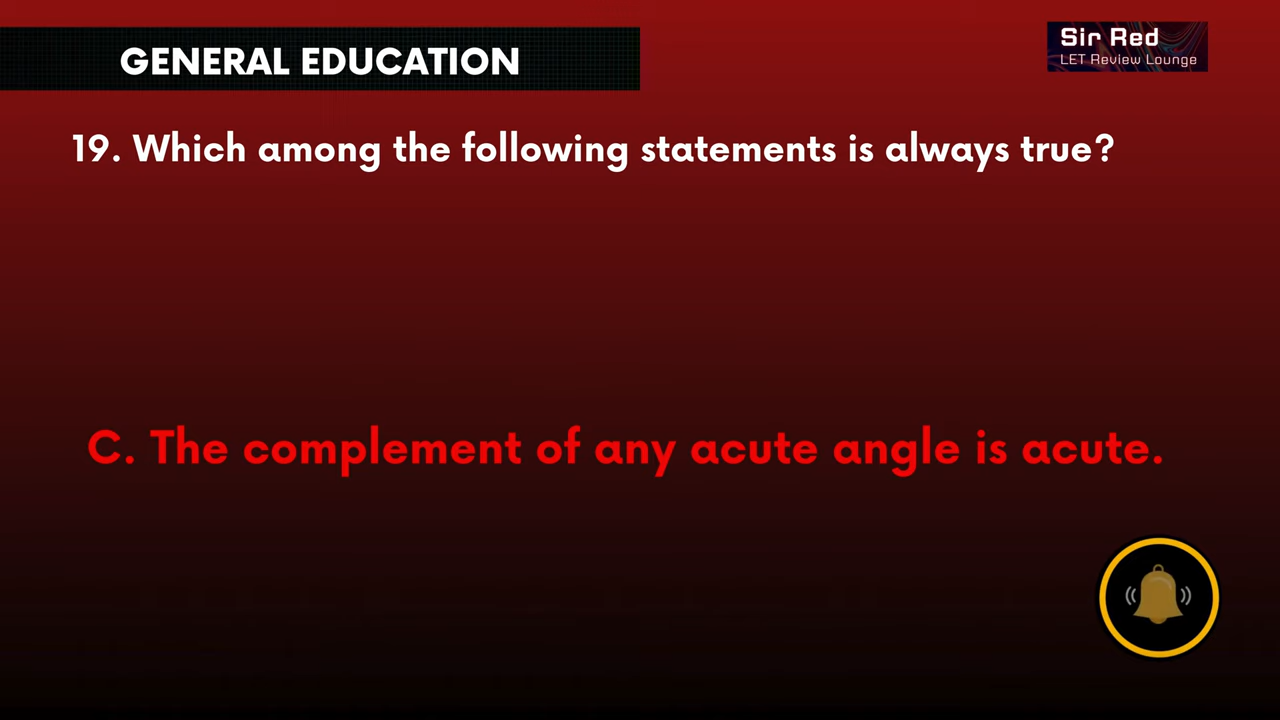 GENERAL EDUCATION
Sir Red
LET Review Lounge
19. Which among the following statements is always true?
C. The complement of any acute angle is acute.